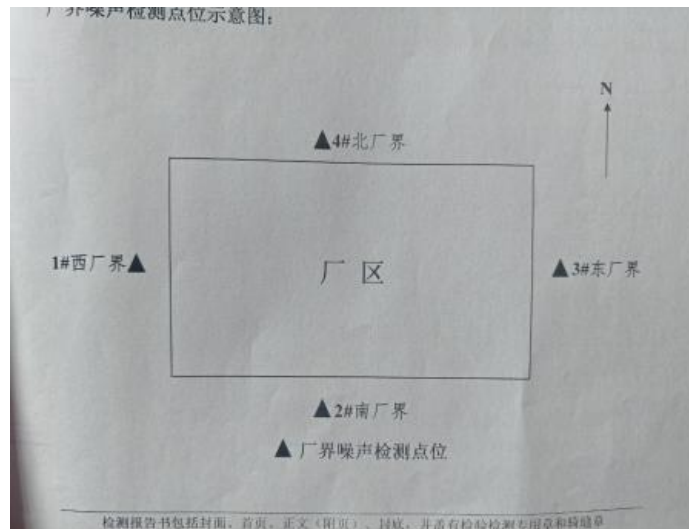 厂界噪声检测点位示意图：
N
▲4#北厂界
1#西厂界▲
厂 区
▲3#东厂界
▲2#南厂界
▲ 厂界噪声检测点位
检测报告书包括封面、首页、正文（附页）、封底，并盖有检验检测专用章和骑缝章